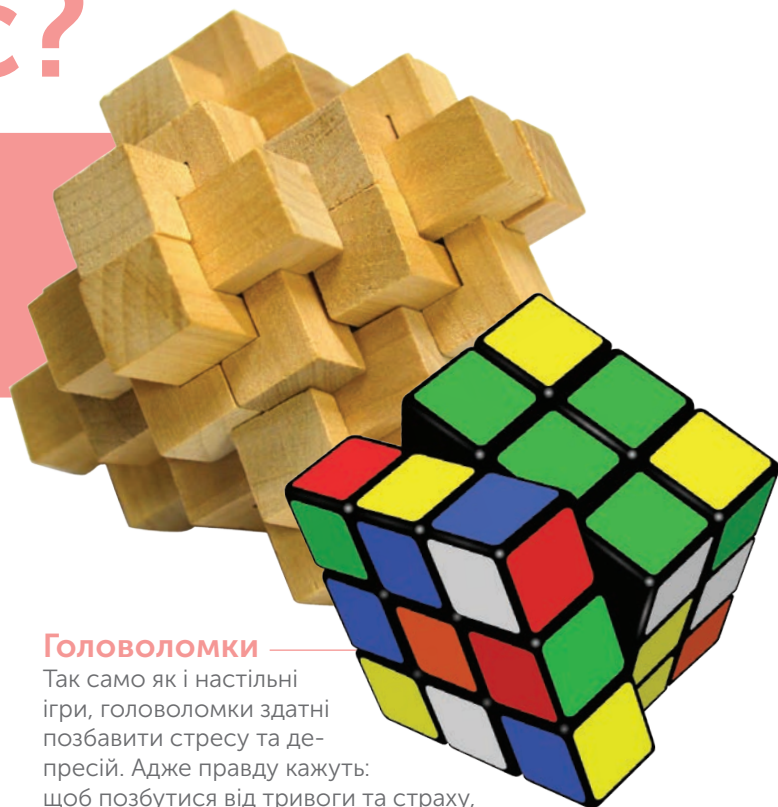 с?
Головоломки
Так само як і настільні
ігри, головоломки здатні
позбавити стресу та де-
пресій. Адже правду кажуть:
щоб позбутися від тривоги та страху,